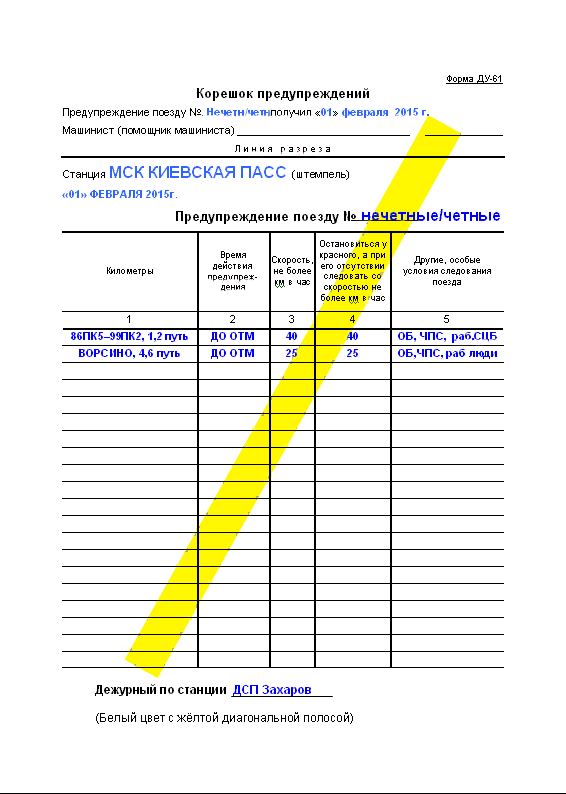 Форма ДУ-61
Корешок предупреждений
Предупреждение поезду №. Нечетн/четнполучил «01» февраля 2015 г.
Машинист (помощник машиниста)
Линия разреза
Станция МСК КИЕВСКАЯ ПАСС (штемпель)
«01» ФЕВРАЛЯ 2015г.
Предупреждение поезду № нечетные/четные
Километры
Время
действия
предупреж-
дения
Скорость,
не более
км в час
Остановиться у
красного, а при
его отсутствии
следовать со
скоростью не
более км в час
Другие, особые
условия следования
поезда
1 2 3 4 5
86ПК5–99ПК2, 1,2 путь ДО ОТМ 40 40 ОБ, ЧПС, раб.СЦБ
ВОРСИНО, 4,6 путь ДО ОТМ 25 25 ОБ,ЧПС, раб люди
Дежурный по станции ДСП Захаров
(Белый цвет с жёлтой диагональной полосой)